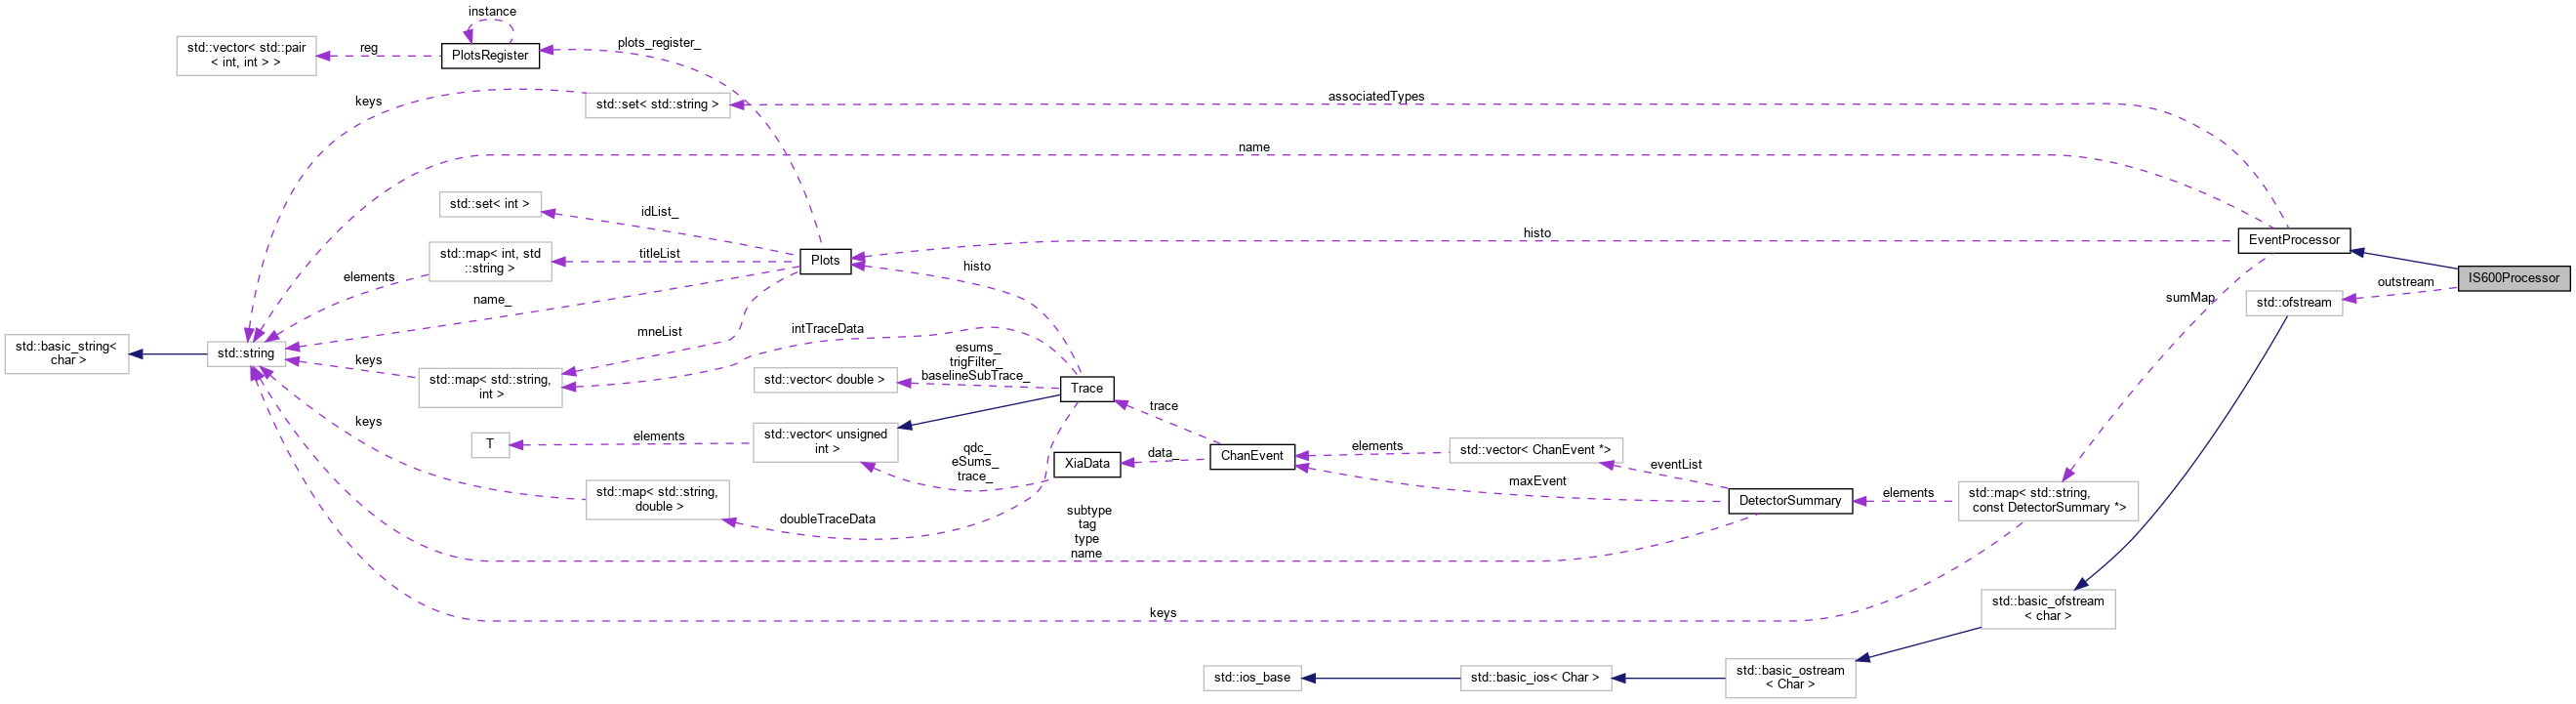 instance
plots_register_
std::vector< std::pair
< int, int > >
reg
PlotsRegister
keys
std::set< std::string >
associatedTypes
name
std::set< int >
idList_
histo
EventProcessor
std::map< int, std
::string >
titleList
Plots
elements
histo
IS600Processor
outstream
name_
sumMap
std::ofstream
mneList
intTraceData
std::basic_string<
char >
std::string
keys
esums_
trigFilter_
baselineSubTrace_
std::map< std::string,
int >
std::vector< double >
Trace
trace
keys
T
elements
std::vector< unsigned
int >
qdc_
eSums_
trace_
XiaData
data_
ChanEvent
elements
std::vector< ChanEvent *>
eventList
maxEvent
DetectorSummary
elements
std::map< std::string,
const DetectorSummary *>
std::map< std::string,
double >
doubleTraceData
subtype
tag
type
name
keys
std::basic_ofstream
< char >
std::ios_base
std::basic_ios< Char >
std::basic_ostream
< Char >